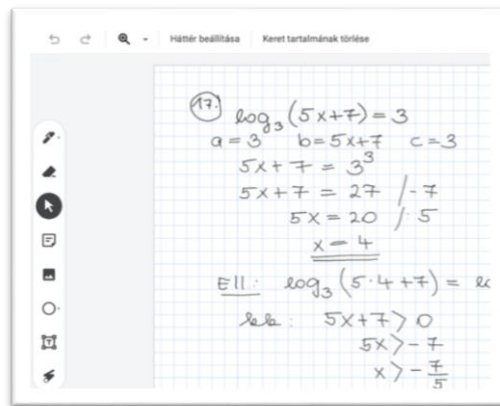 Háttér beállítása Keret tartalmának törlése
17. log₃(5x+7) = 3
a = 3 b = 5x+7 c = 3
5x+7 = 3³
5x+7 = 27 /-7
5x = 20 /:5
x = 4
Ell.: log₃(5·4+7) =
kk: 5x+7 > 0
5x > -7
x > -7/5